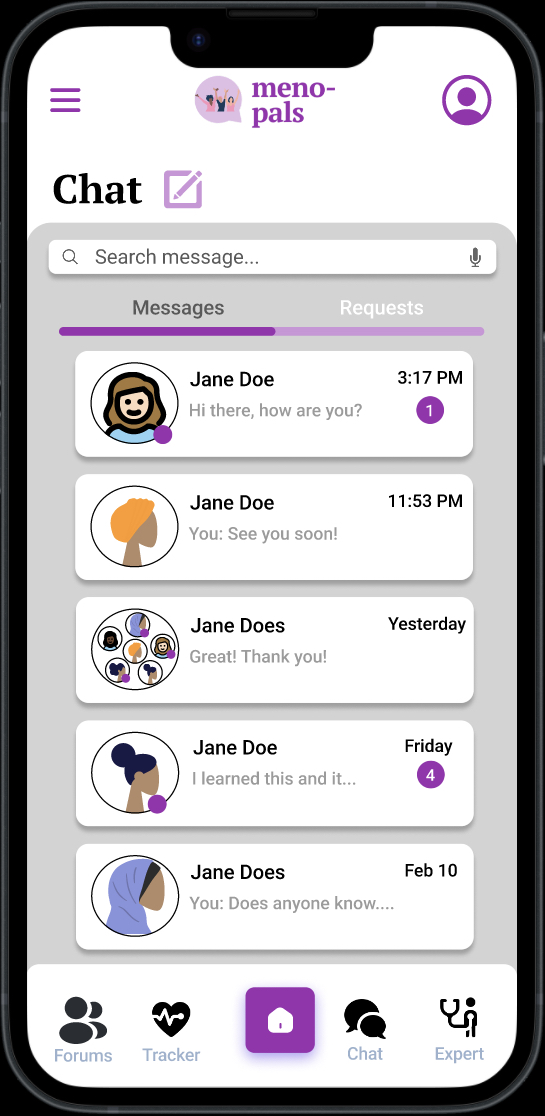 meno-
pals
Chat
Search message...
Messages Requests
Jane Doe 3:17 PM
Hi there, how are you? 1
Jane Doe 11:53 PM
You: See you soon!
Jane Does Yesterday
Great! Thank you!
Jane Doe Friday
I learned this and it... 4
Jane Does Feb 10
You: Does anyone know....
Forums Tracker Chat Expert